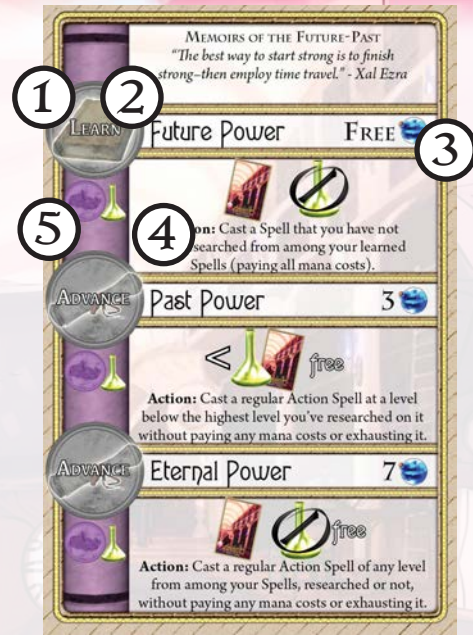 Memoirs of the Future-Past
"The best way to start strong is to finish
strong–then employ time travel." - Xal Ezra
1
2
Learn
Future Power
Free
3
5
4
on: Cast a Spell that you have not
searched from among your learned
Spells (paying all mana costs).
Advance
Past Power
3
< free
Action: Cast a regular Action Spell at a level
below the highest level you've researched on it
without paying any mana costs or exhausting it.
Advance
Eternal Power
7
free
Action: Cast a regular Action Spell of any level
from among your Spells, researched or not,
without paying any mana costs or exhausting it.